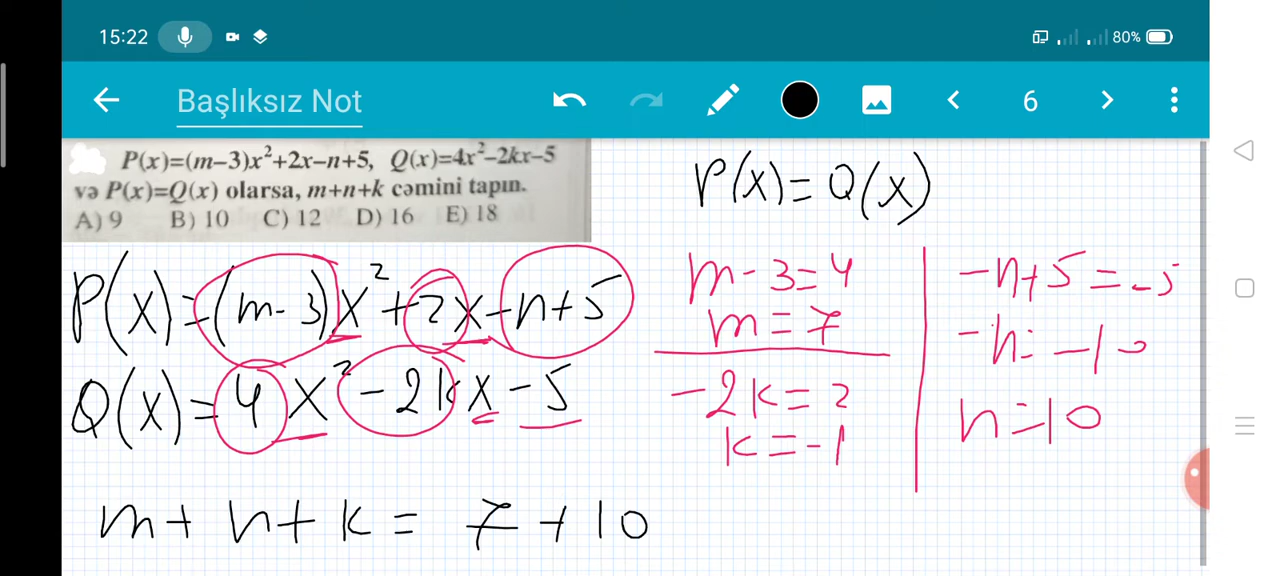 15:22
80%
Başlıksız Not
6
P(x)=(m−3)x²+2x−n+5, Q(x)=4x²−2kx−5
və P(x)=Q(x) olarsa, m+n+k cəmini tapın.
A) 9 B) 10 C) 12 D) 16 E) 18
P(x)=Q(x)
P(x)=(m-3)x²+2x-n+5
Q(x)=4x²-2kx-5
m-3=4
m=7
-2k=2
k=-1
-n+5=-5
-n=-10
n=10
m+n+k=7+10